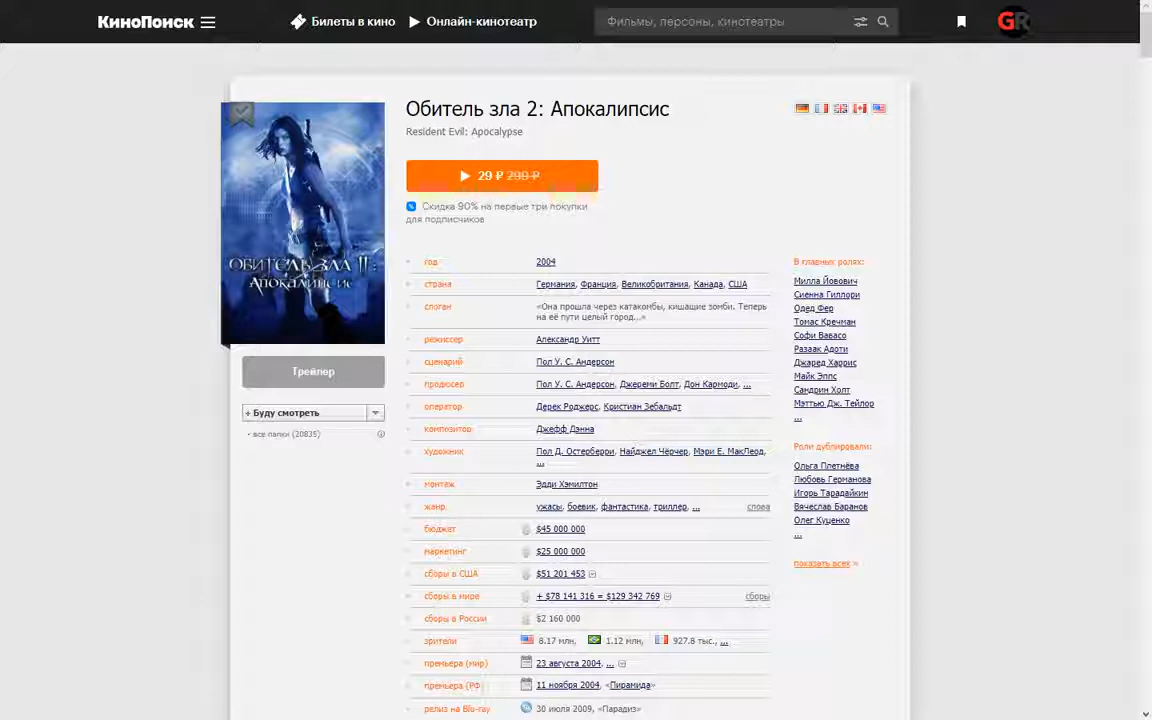 КиноПоиск
Билеты в кино
Онлайн-кинотеатр
Фильмы, персоны, кинотеатры
GR
Обитель зла 2: Апокалипсис
Resident Evil: Apocalypse
29 ₽ 299 ₽
Скидка 90% на первые три покупки
для подписчиков
ОБИТЕЛЬ ЗЛА II:
АПОКАЛИПСИС
Трейлер
+ Буду смотреть
• все папки (20835)
год 2004
страна Германия, Франция, Великобритания, Канада, США
слоган «Она прошла через катакомбы, кишащие зомби. Теперь
на её пути целый город...»
режиссер Александр Уитт
сценарий Пол У. С. Андерсон
продюсер Пол У. С. Андерсон, Джереми Болт, Дон Кармоди, ...
оператор Дерек Роджерс, Кристиан Зебальдт
композитор Джефф Дэнна
художник Пол Д. Остерберри, Найджел Чёрчер, Мэри Е. МакЛеод,
...
монтаж Эдди Хэмилтон
жанр ужасы, боевик, фантастика, триллер, ... слова
бюджет $45 000 000
маркетинг $25 000 000
сборы в США $51 201 453
сборы в мире + $78 141 316 = $129 342 769 сборы
сборы в России $2 160 000
зрители 8.17 млн, 1.12 млн, 927.8 тыс., ...
премьера (мир) 23 августа 2004, ...
премьера (РФ) 11 ноября 2004, «Пирамида»
релиз на Blu-ray 30 июля 2009, «Парадиз»
В главных ролях:
Милла Йовович
Сиенна Гиллори
Одед Фер
Томас Кречман
Софи Вавасо
Разаак Адоти
Джаред Харрис
Майк Эппс
Сандрин Холт
Мэттью Дж. Тейлор
...
Роли дублировали:
Ольга Плетнёва
Любовь Германова
Игорь Тарадайкин
Вячеслав Баранов
Олег Куценко
...
показать всех »